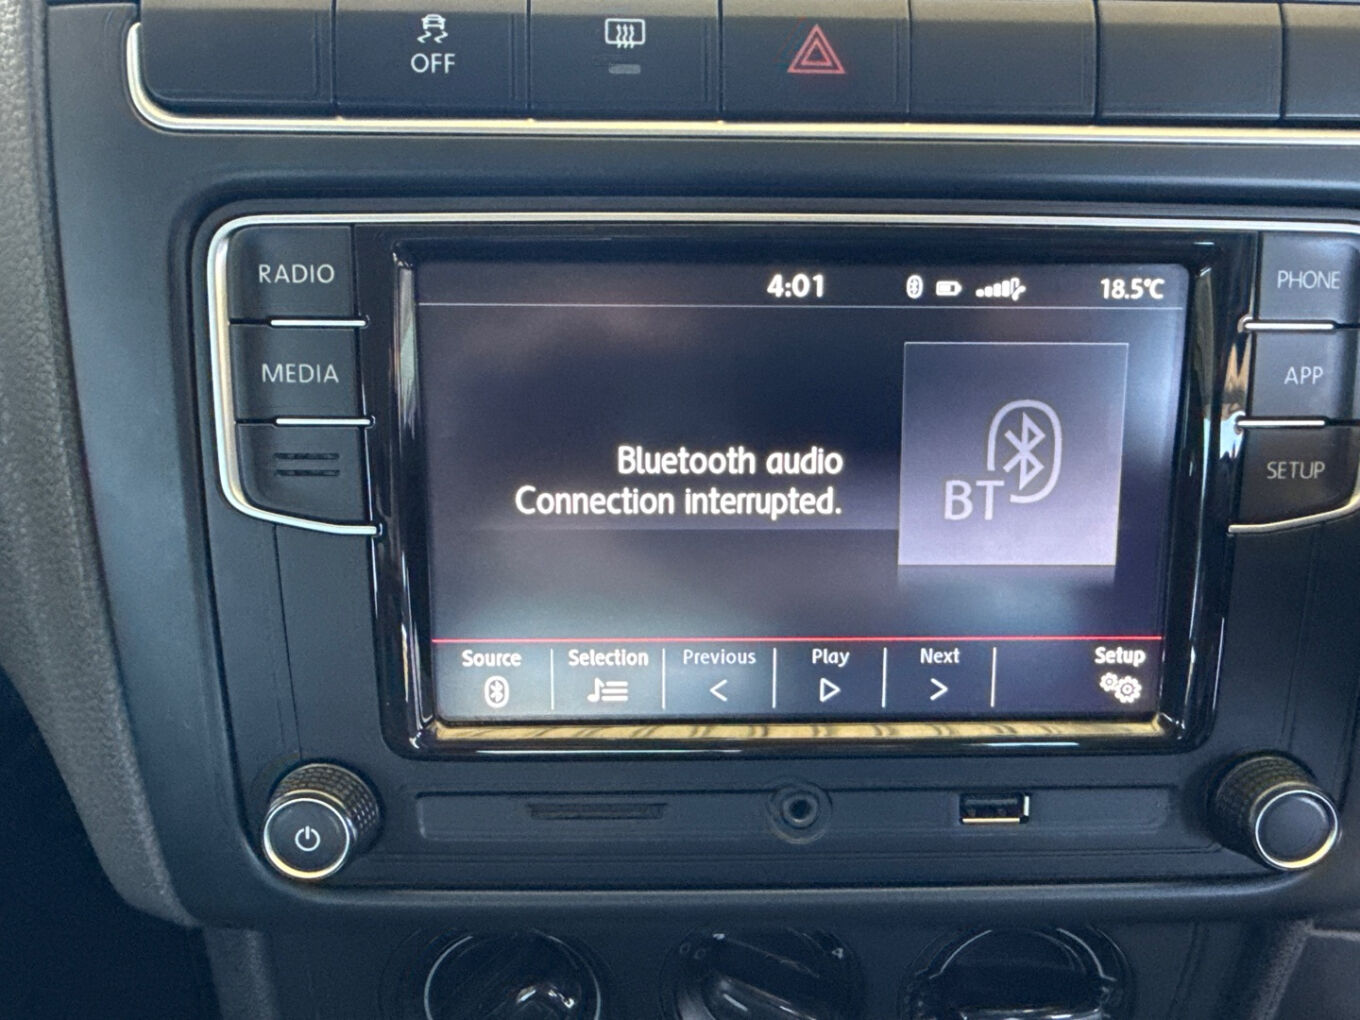 OFF
RADIO
MEDIA
4:01
18.5°C
PHONE
APP
SETUP
Bluetooth audio
Connection interrupted.
BT
Source
Selection
Previous
Play
Next
Setup
4